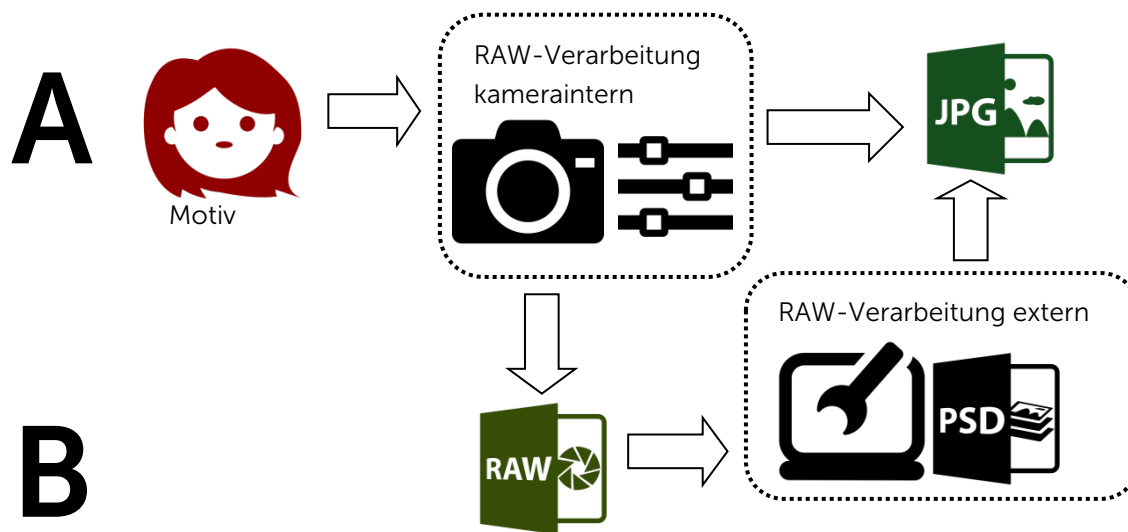 A
Motiv
RAW-Verarbeitung
kameraintern
JPG
RAW-Verarbeitung extern
PSD
B
RAW